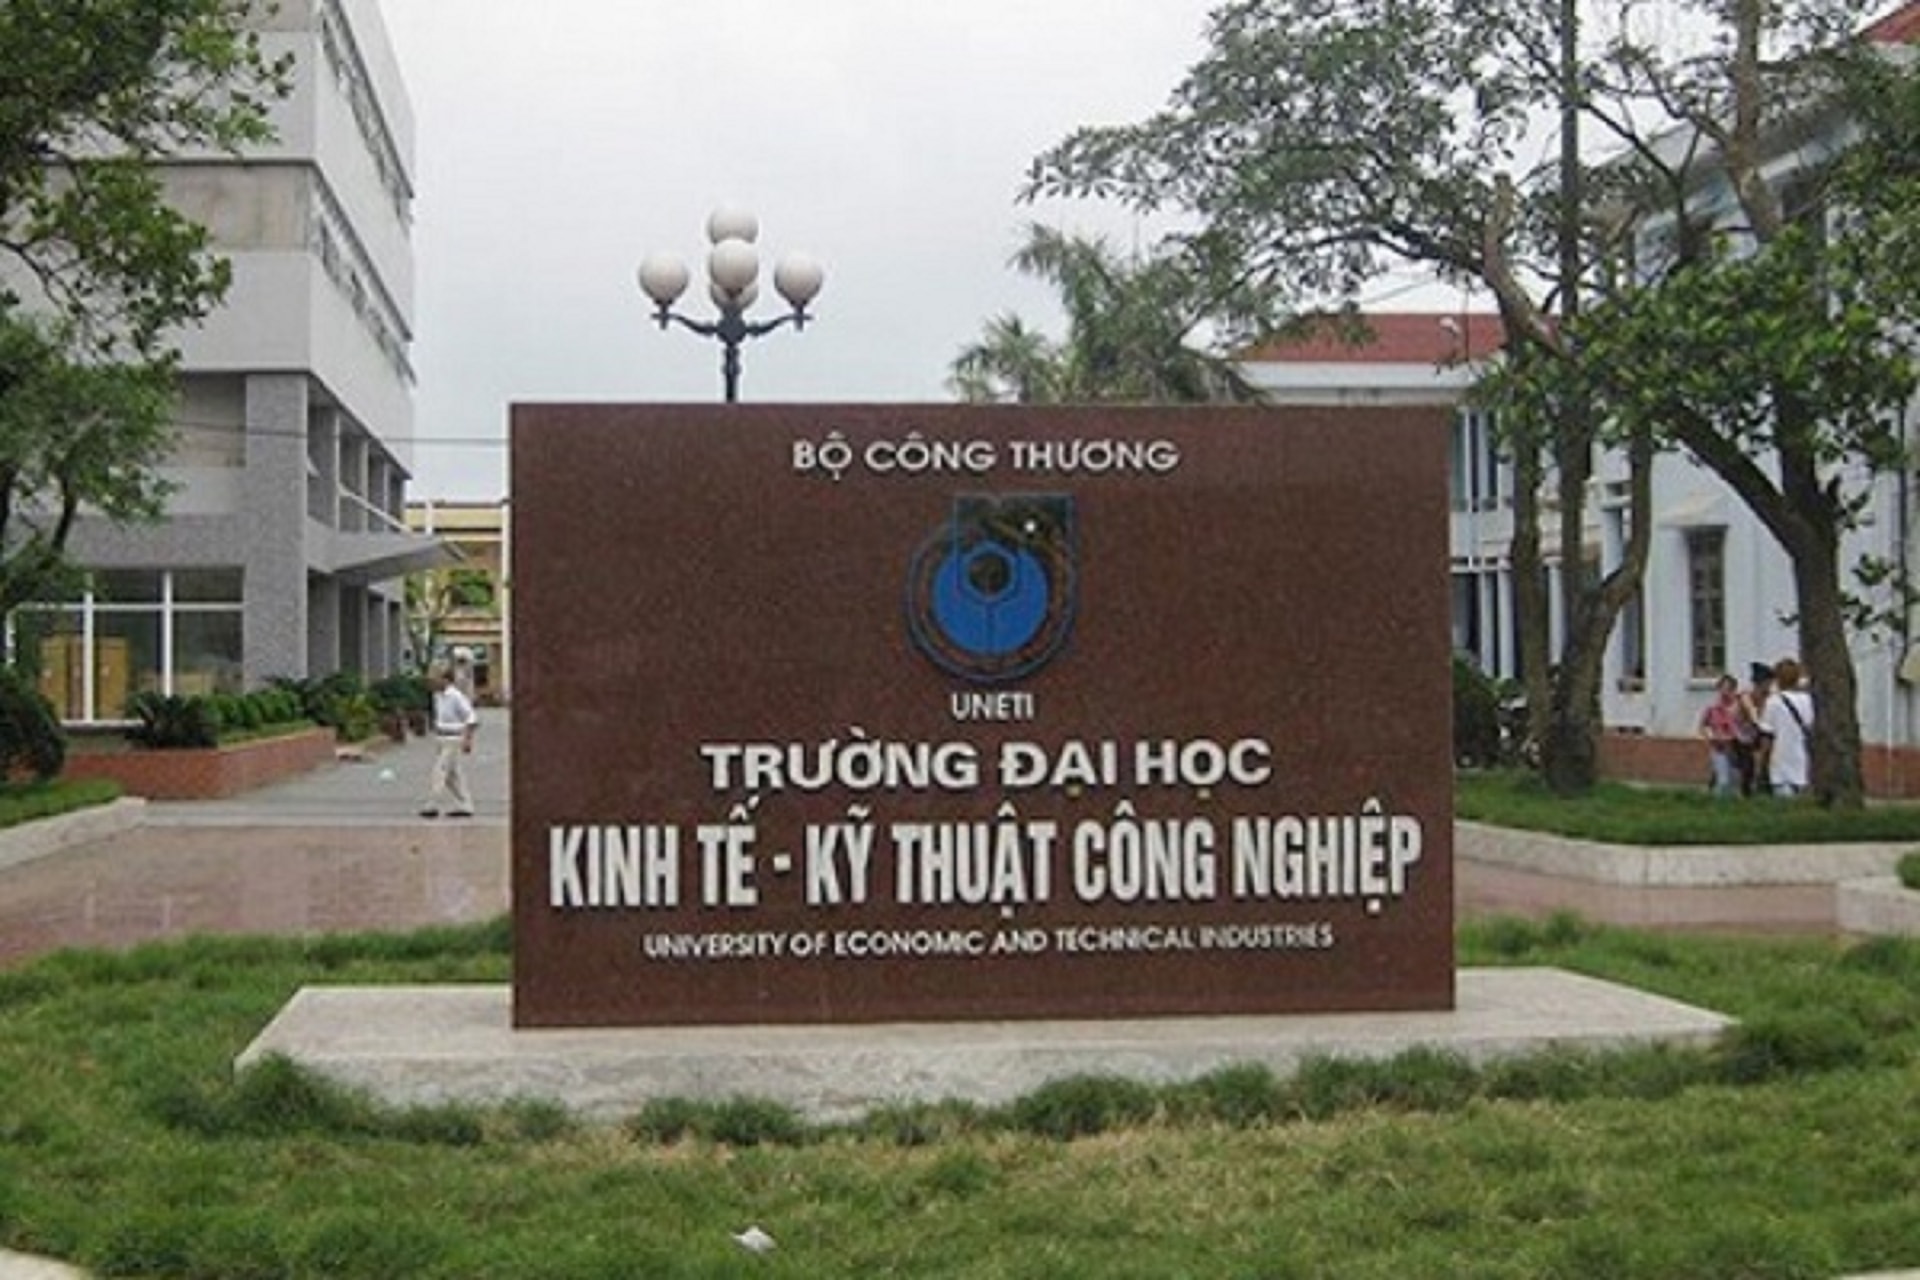 BỘ CÔNG THƯƠNG
UNETI
TRƯỜNG ĐẠI HỌC
KINH TẾ - KỸ THUẬT CÔNG NGHIỆP
UNIVERSITY OF ECONOMIC AND TECHNICAL INDUSTRIES